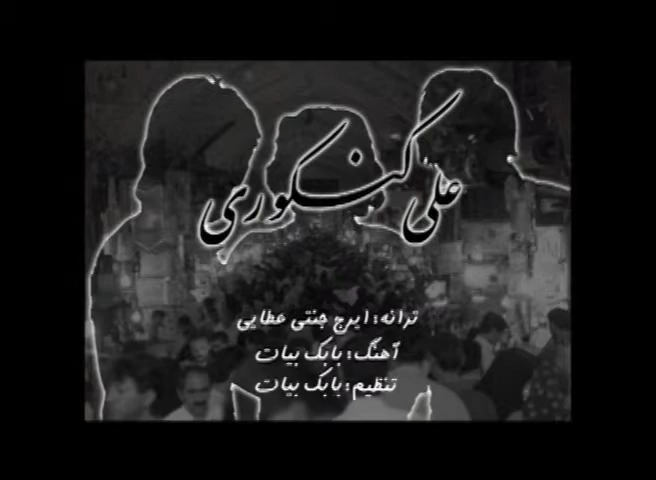 علی کنکوری
ترانه: ایرج جنتی عطایی
آهنگ: بابک بیات
تنظیم: بابک بیات